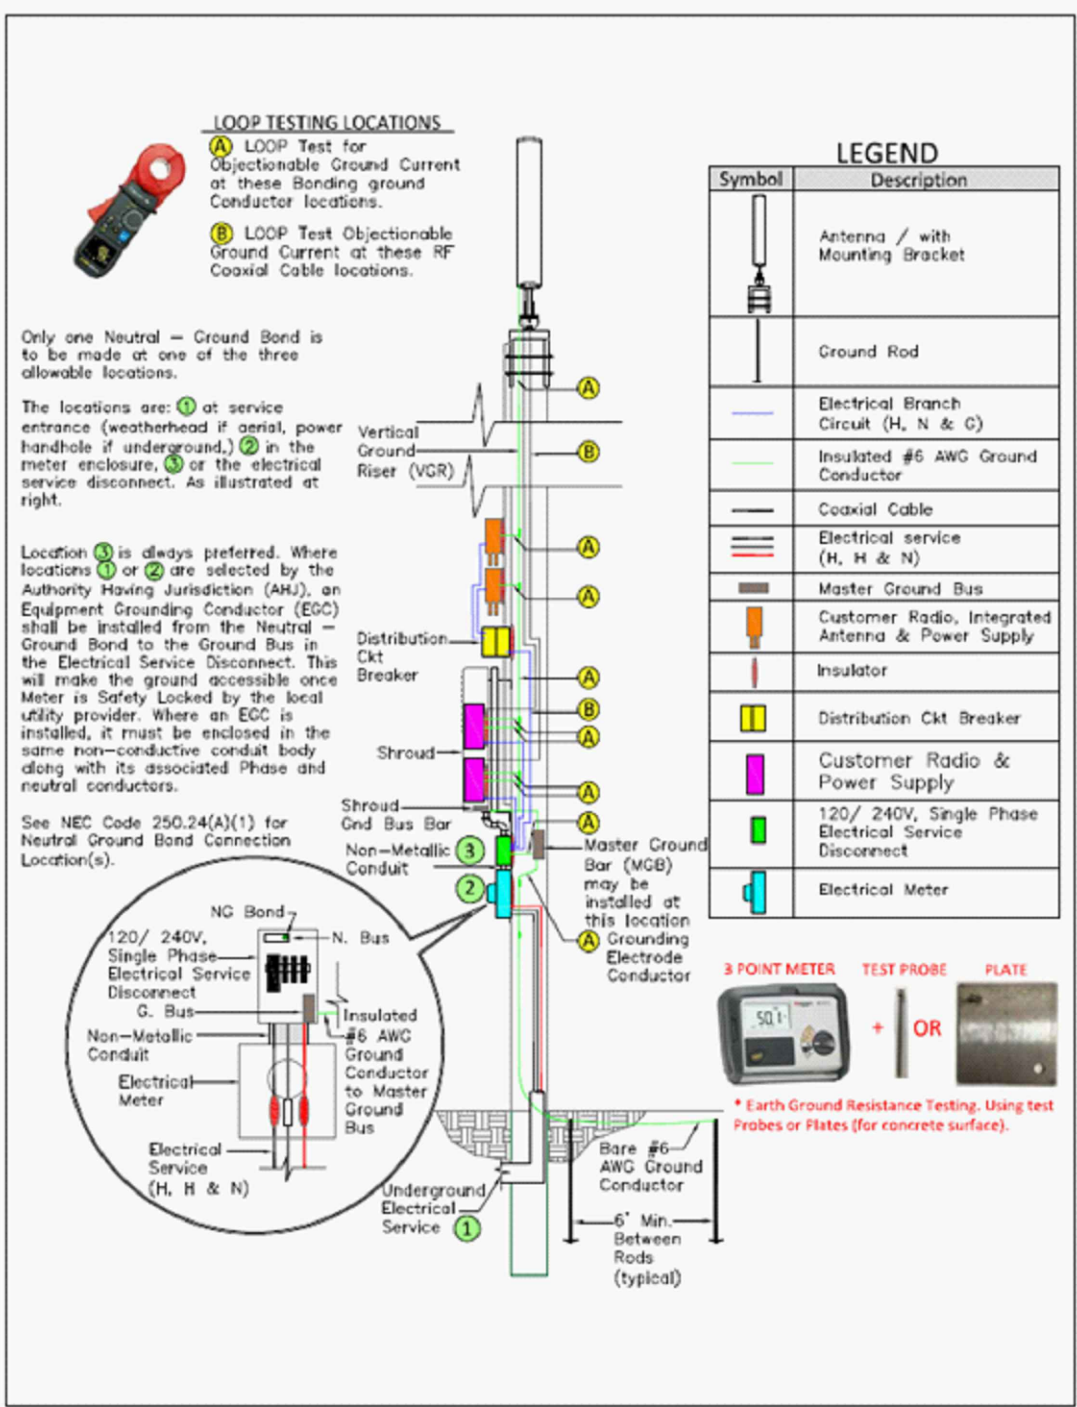 LOOP TESTING LOCATIONS
A LOOP Test for
Objectionable Ground Current
at these Bonding ground
Conductor locations.
B LOOP Test Objectionable
Ground Current at these RF
Coaxial Cable locations.
Only one Neutral – Ground Bond is
to be made at one of the three
allowable locations.
The locations are: 1 at service
entrance (weatherhead if aerial, power
handhole if underground,) 2 in the
meter enclosure, 3 or the electrical
service disconnect. As illustrated at
right.
Location 3 is always preferred. Where
locations 1 or 2 are selected by the
Authority Having Jurisdiction (AHJ), an
Equipment Grounding Conductor (EGC)
shall be installed from the Neutral –
Ground Bond to the Ground Bus in
the Electrical Service Disconnect. This
will make the ground accessible once
Meter is Safety Locked by the local
utility provider. Where an EGC is
installed, it must be enclosed in the
same non-conductive conduit body
along with its associated Phase and
neutral conductors.
See NEC Code 250.24(A)(1) for
Neutral Ground Bond Connection
Location(s).
A
Vertical
Ground
Riser (VGR)
B
A
A
Distribution
Ckt
Breaker
A
B
A
Shroud
A
Shroud
Gnd Bus Bar
A
Non-Metallic
Conduit
3
2
Master Ground
Bar (MGB)
may be
installed at
this location
A Grounding
Electrode
Conductor
NG Bond
N. Bus
120/ 240V,
Single Phase
Electrical Service
Disconnect
G. Bus
Non-Metallic
Conduit
Electrical
Meter
Electrical
Service
(H, H & N)
Insulated
#6 AWG
Ground
Conductor
to Master
Ground
Bus
Underground
Electrical
Service 1
Bare #6
AWG Ground
Conductor
6' Min.
Between
Rods
(typical)
LEGEND
Symbol Description
Antenna / with
Mounting Bracket
Ground Rod
Electrical Branch
Circuit (H, N & G)
Insulated #6 AWG Ground
Conductor
Coaxial Cable
Electrical service
(H, H & N)
Master Ground Bus
Customer Radio, Integrated
Antenna & Power Supply
Insulator
Distribution Ckt Breaker
Customer Radio &
Power Supply
120/ 240V, Single Phase
Electrical Service
Disconnect
Electrical Meter
3 POINT METER TEST PROBE PLATE
50.1
+ OR
* Earth Ground Resistance Testing. Using test
Probes or Plates (for concrete surface).